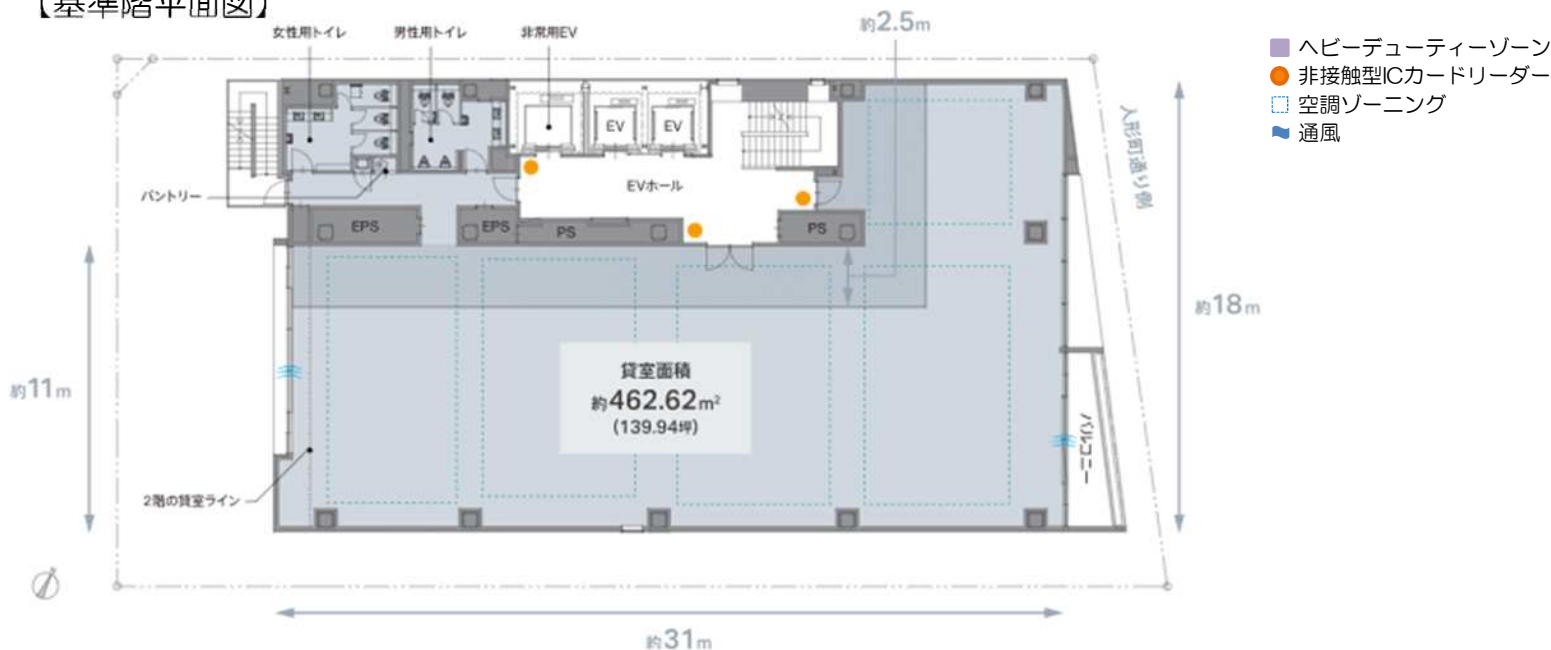 【基準階平面図】
女性用トイレ
男性用トイレ
非常用EV
約2.5m
ヘビーデューティーゾーン
非接触型ICカードリーダー
空調ゾーニング
通風
人形町通り側
EV
EV
EVホール
パントリー
EPS
EPS
PS
PS
約18m
約11m
貸室面積
約462.62m²
(139.94坪)
バルコニー
2階の貸室ライン
約31m